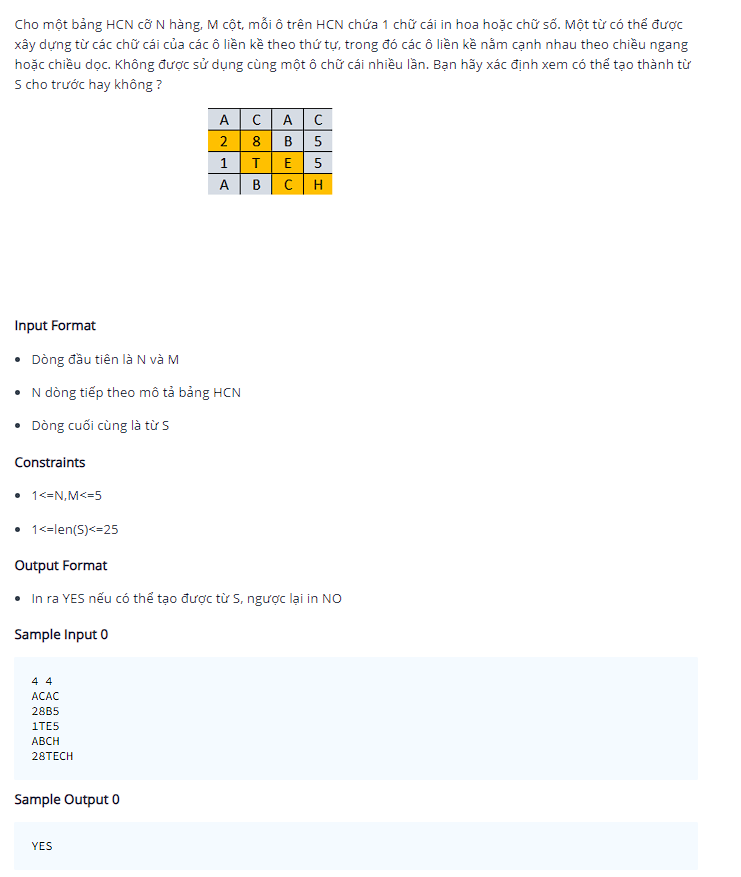 Cho một bảng HCN cỡ N hàng, M cột, mỗi ô trên HCN chứa 1 chữ cái in hoa hoặc chữ số. Một từ có thể được
xây dựng từ các chữ cái của các ô liền kề theo thứ tự, trong đó các ô liền kề nằm cạnh nhau theo chiều ngang
hoặc chiều dọc. Không được sử dụng cùng một ô chữ cái nhiều lần. Bạn hãy xác định xem có thể tạo thành từ
S cho trước hay không ?
A C A C
2 8 B 5
1 T E 5
A B C H
Input Format
• Dòng đầu tiên là N và M
• N dòng tiếp theo mô tả bảng HCN
• Dòng cuối cùng là từ S
Constraints
• 1<=N,M<=5
• 1<=len(S)<=25
Output Format
• In ra YES nếu có thể tạo được từ S, ngược lại in NO
Sample Input 0
4 4
ACAC
28B5
1TE5
ABCH
28TECH
Sample Output 0
YES